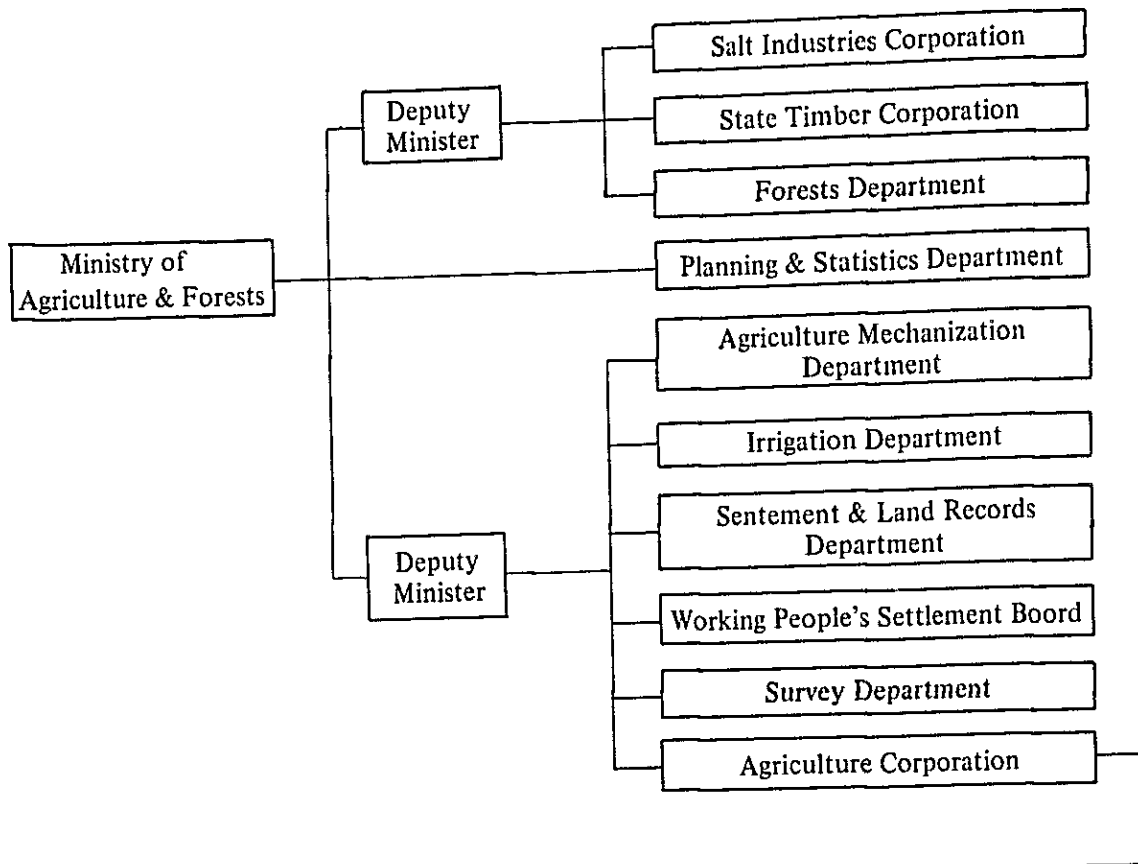 Salt Industries Corporation
Deputy
Minister
State Timber Corporation
Forests Department
Ministry of
Agriculture & Forests
Planning & Statistics Department
Agriculture Mechanization
Department
Irrigation Department
Sentement & Land Records
Department
Deputy
Minister
Working People's Settlement Boord
Survey Department
Agriculture Corporation